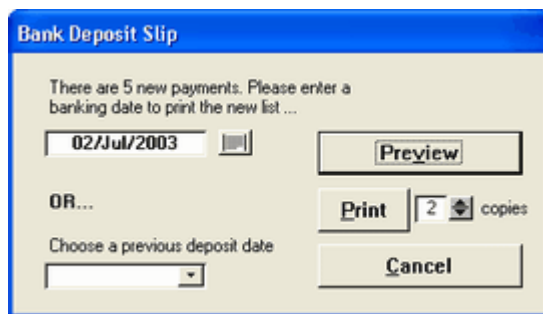 Bank Deposit Slip
There are 5 new payments. Please enter a
banking date to print the new list ...
02/Jul/2003
Preview
OR...
Print 2 copies
Choose a previous deposit date
Cancel